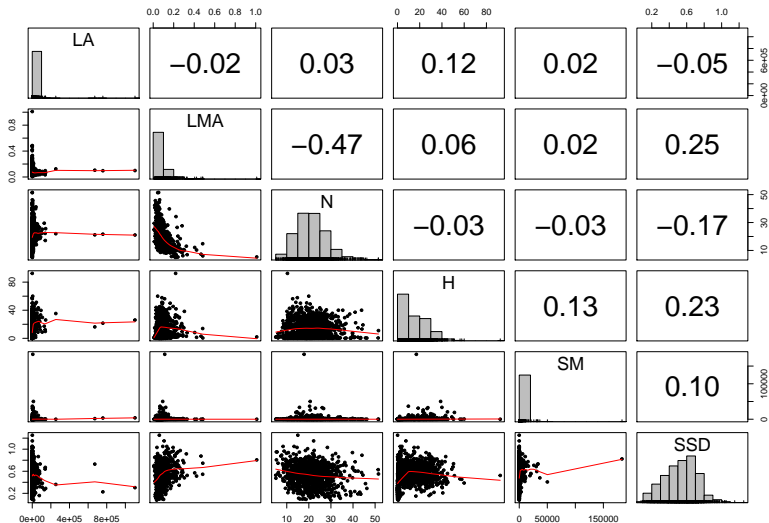 0.0 0.2 0.4 0.6 0.8 1.0
0 20 40 60 80
0.2 0.6 1.0
LA
−0.02
0.03
0.12
0.02
−0.05
0e+00 6e+05
0.0 0.4 0.8
LMA
−0.47
0.06
0.02
0.25
N
−0.03
−0.03
−0.17
10 30 50
0 40 80
H
0.13
0.23
SM
0.10
0 100000
0.2 0.6 1.0
SSD
0e+00 4e+05 8e+05
10 20 30 40 50
0 50000 150000